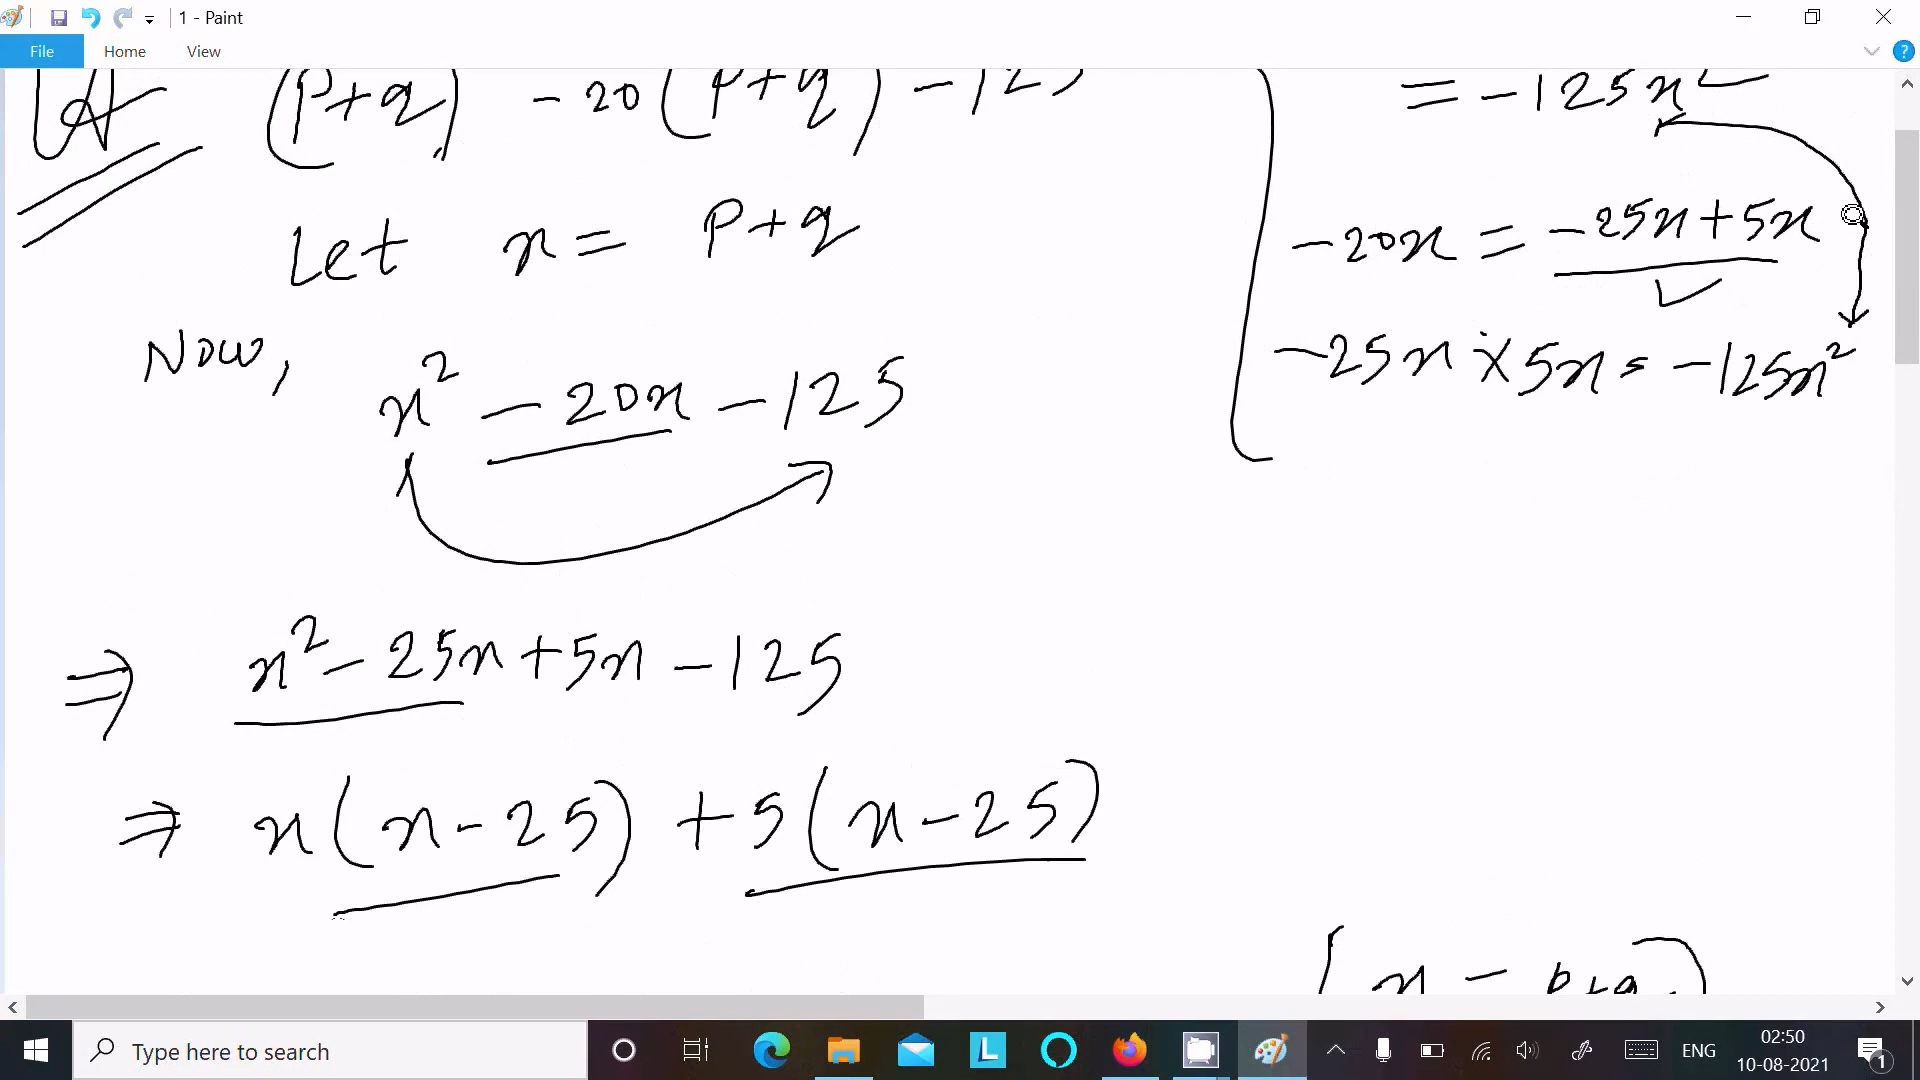 1 - Paint
File Home View
(p+q) - 20(p+q) - 125
Let x = p+q
Now,
x² - 20x - 125
⇒ x² - 25x + 5x - 125
⇒ x(x - 25) + 5(x - 25)
= -125x²
-20x = -25x + 5x
-25x × 5x = -125x²
[x = p+q]
Type here to search
ENG
02:50
10-08-2021
1